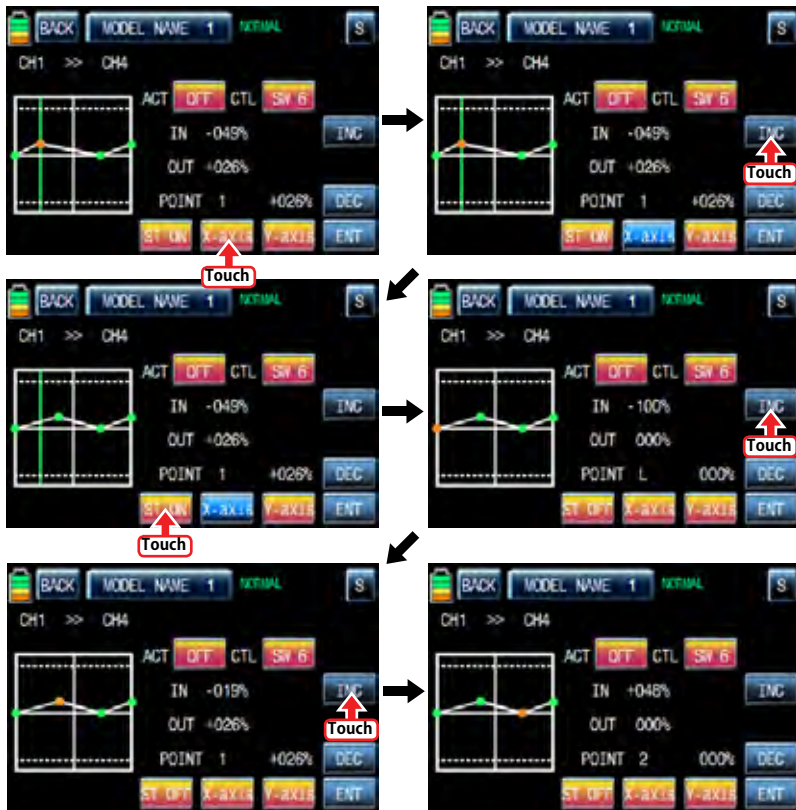 BACK MODEL NAME 1 NORMAL S
CH1 >> CH4
ACT OFF CTL SW 6
IN -049% INC
OUT +026%
POINT 1 +026% DEC
ST ON X-axis Y-axis ENT
Touch
BACK MODEL NAME 1 NORMAL S
CH1 >> CH4
ACT OFF CTL SW 6
IN -049% INC
Touch
OUT +026%
POINT 1 +026% DEC
ST ON X-axis Y-axis ENT
BACK MODEL NAME 1 NORMAL S
CH1 >> CH4
ACT OFF CTL SW 6
IN -049% INC
OUT +026%
POINT 1 +026% DEC
ST ON X-axis Y-axis ENT
Touch
BACK MODEL NAME 1 NORMAL S
CH1 >> CH4
ACT OFF CTL SW 6
IN -100% INC
Touch
OUT 000%
POINT L 000% DEC
ST OFF X-axis Y-axis ENT
BACK MODEL NAME 1 NORMAL S
CH1 >> CH4
ACT OFF CTL SW 6
IN -019% INC
Touch
OUT +026%
POINT 1 +026% DEC
ST OFF X-axis Y-axis ENT
BACK MODEL NAME 1 NORMAL S
CH1 >> CH4
ACT OFF CTL SW 6
IN +048% INC
OUT 000%
POINT 2 000% DEC
ST OFF X-axis Y-axis ENT